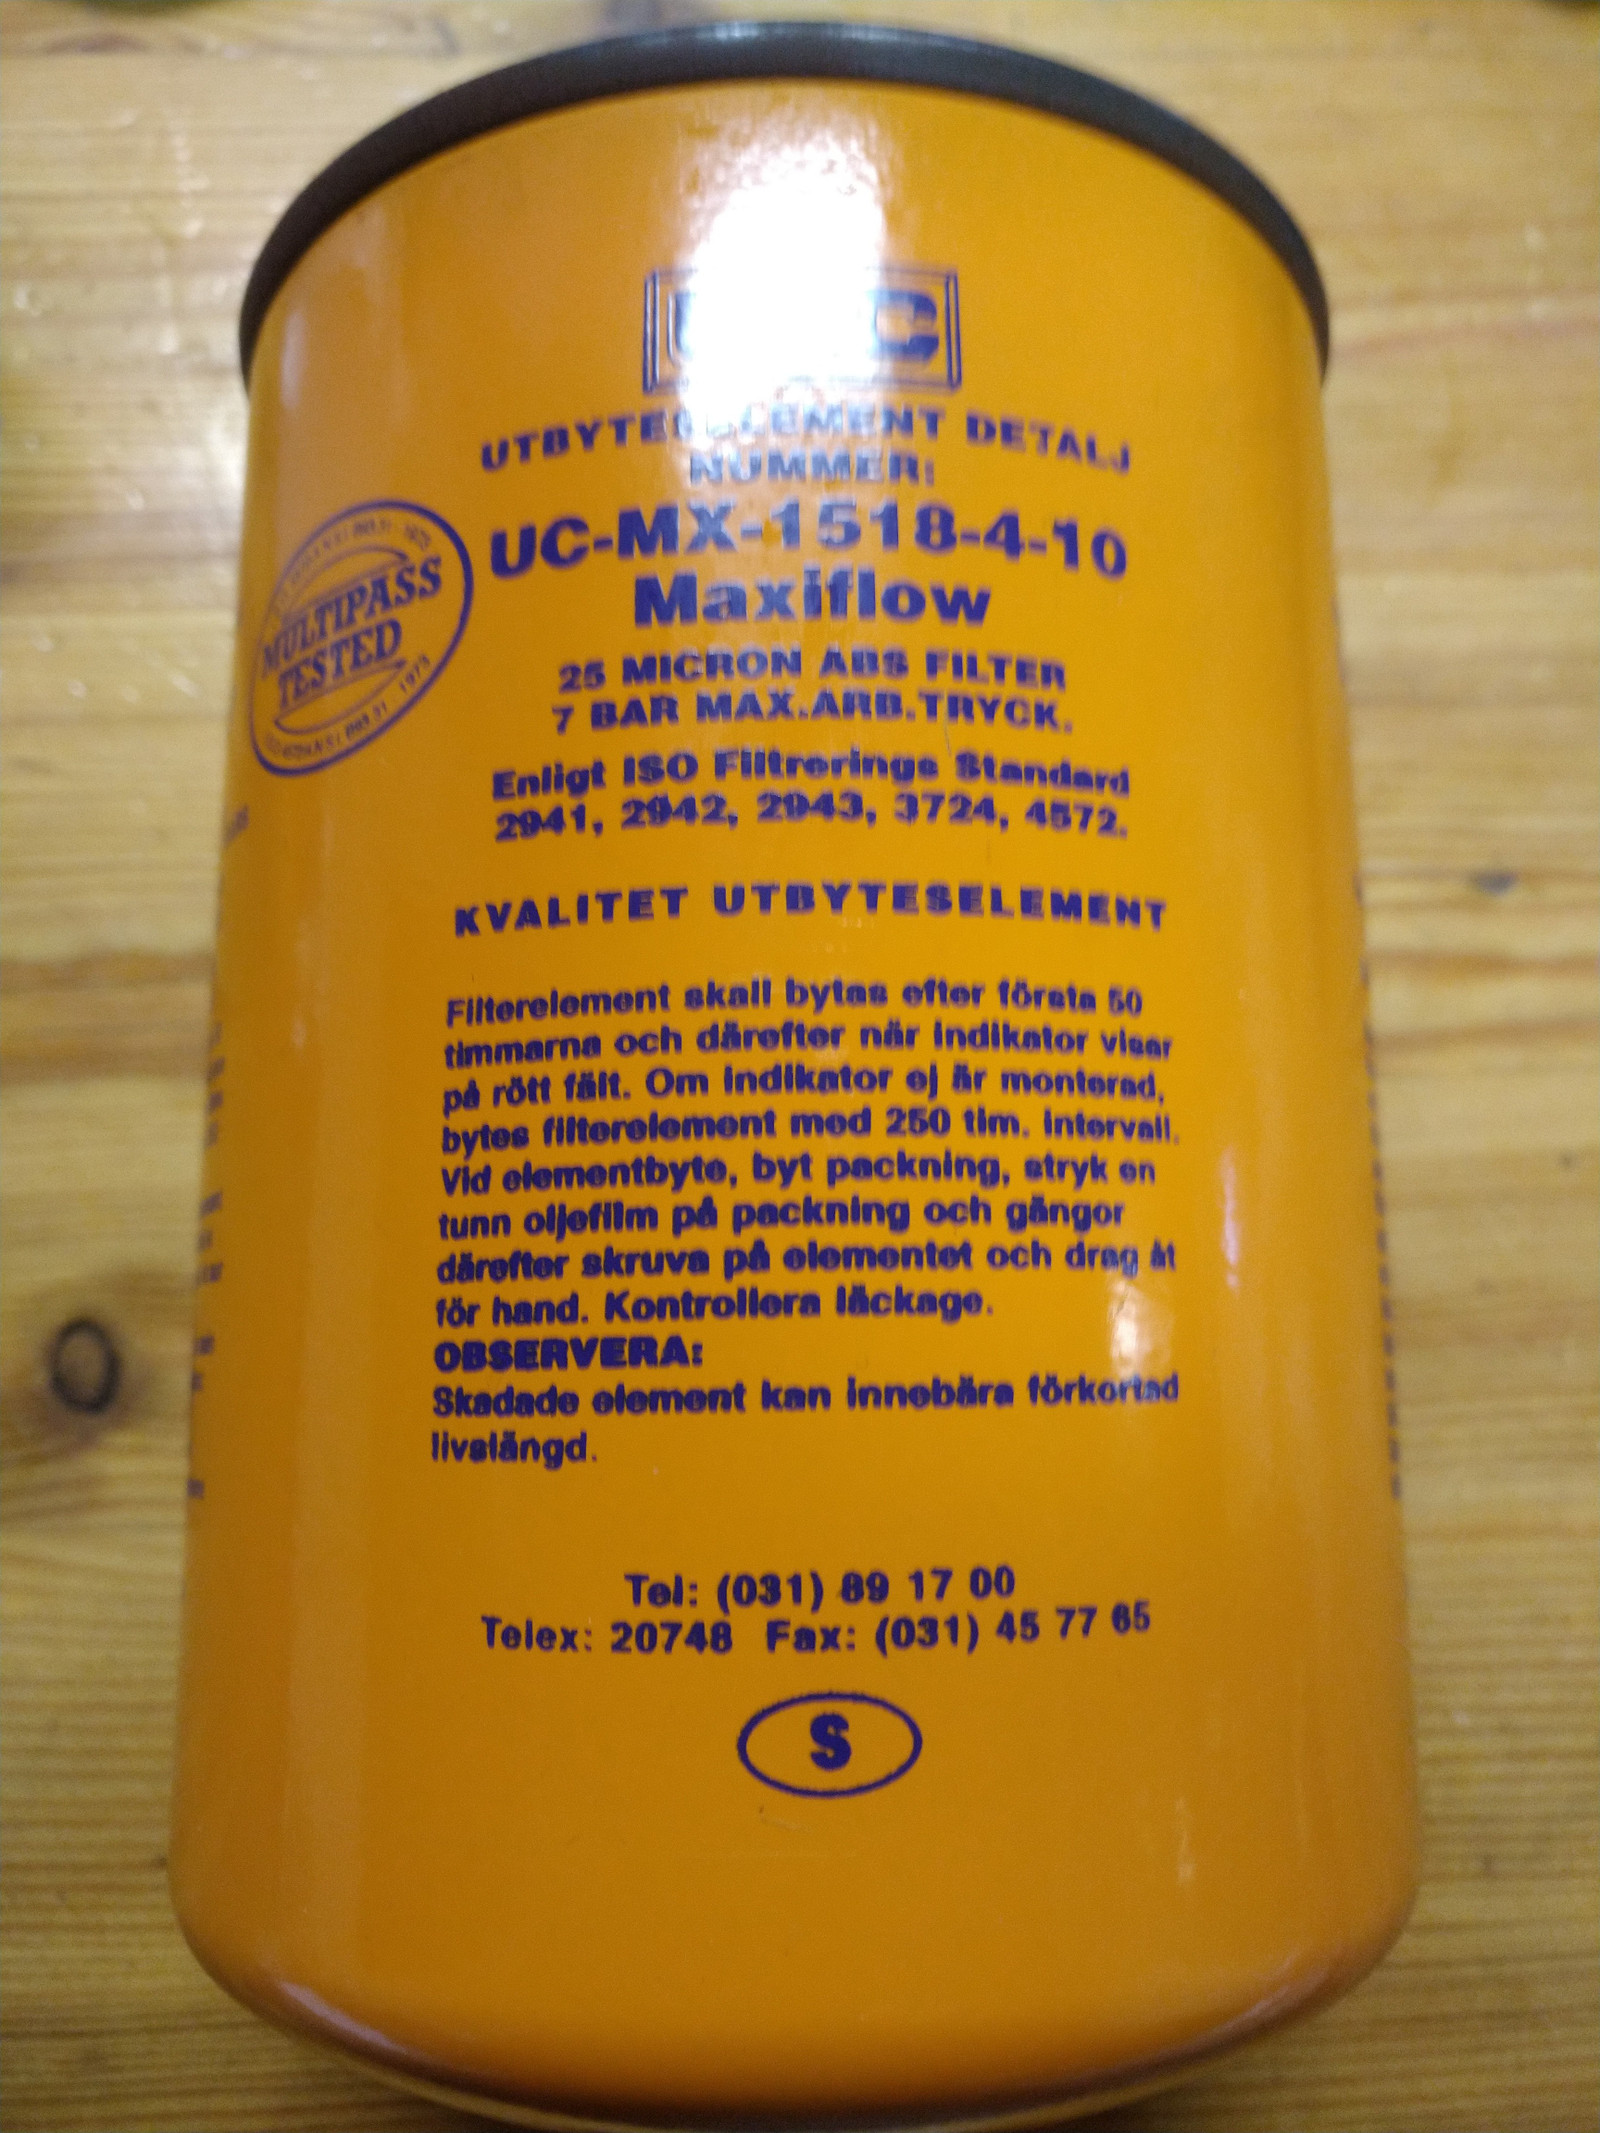 UTBYTESELEMENT DETALJ
NUMMER:
UC-MX-1518-4-10
Maxiflow
25 MICRON ABS FILTER
7 BAR MAX.ARB.TRYCK.
Enligt ISO Filtrerings Standard
2941, 2942, 2943, 3724, 4572.
KVALITET UTBYTESELEMENT
Filterelement skall bytas efter första 50
timmarna och därefter när indikator visar
på rött fält. Om indikator ej är monterad,
bytes filterelement med 250 tim. intervall.
Vid elementbyte, byt packning, stryk en
tunn oljefilm på packning och gängor
därefter skruva på elementet och drag åt
för hand. Kontrollera läckage.
OBSERVERA:
Skadade element kan innebära förkortad
livslängd.
Tel: (031) 89 17 00
Telex: 20748 Fax: (031) 45 77 65
S
MULTIPASS
TESTED